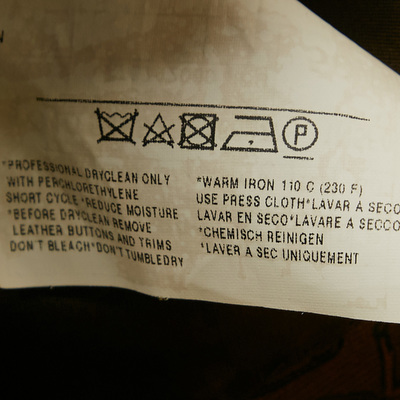 *PROFESSIONAL DRYCLEAN ONLY
WITH PERCHLORETHYLENE
SHORT CYCLE*REDUCE MOISTURE
*BEFORE DRYCLEAN REMOVE
LEATHER BUTTONS AND TRIMS
DON'T BLEACH*DON'T TUMBLEDRY
P
*WARM IRON 110 C (230 F)
USE PRESS CLOTH*LAVAR A SECO
LAVAR EN SECO*LAVARE A SECCO
*CHEMISCH REINIGEN
*LAVER A SEC UNIQUEMENT